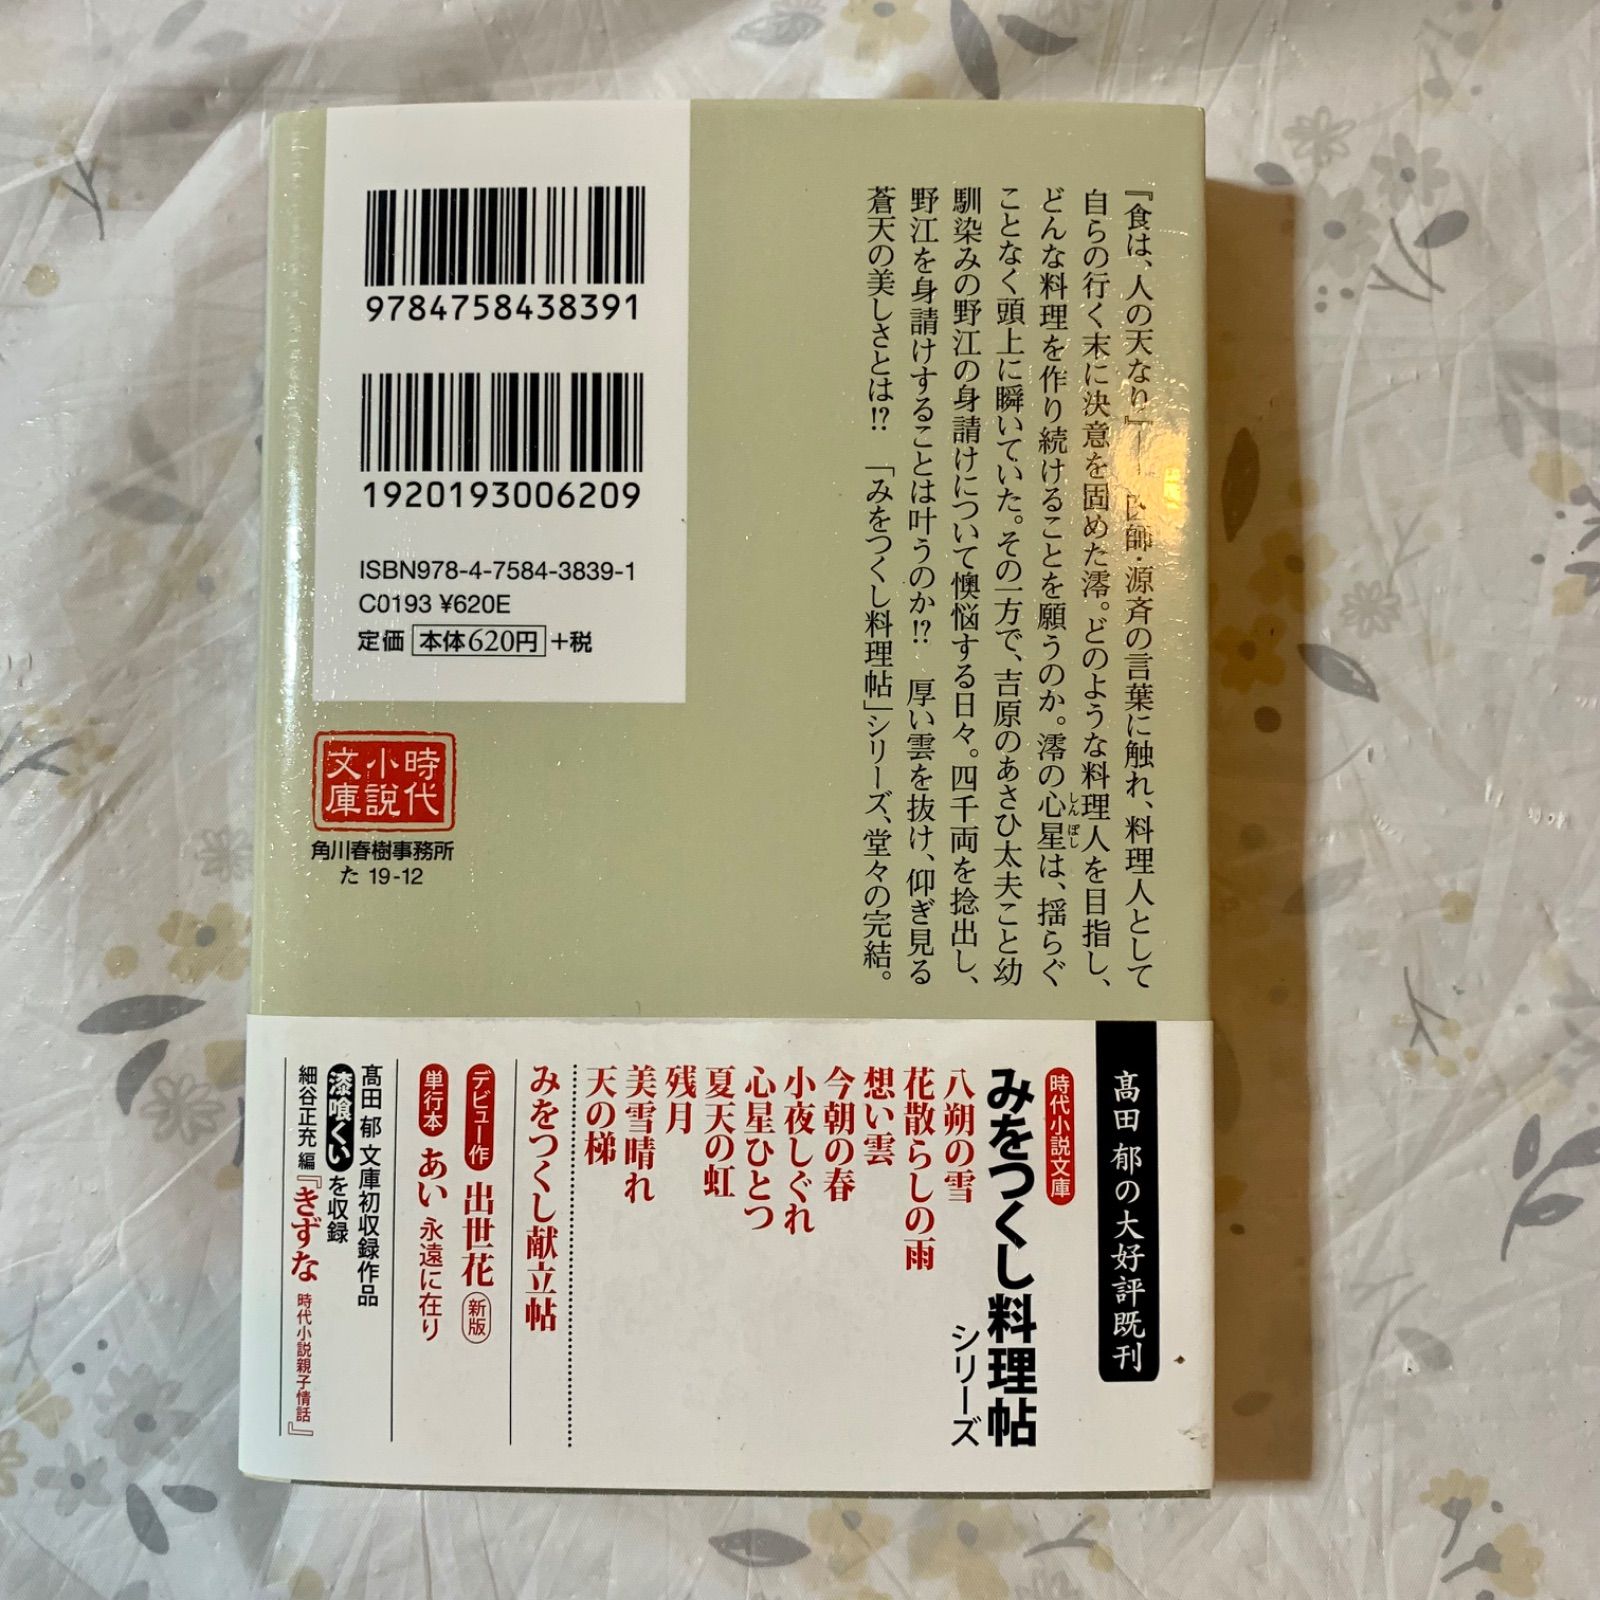 9784758438391
1920193006209
ISBN978-4-7584-3839-1
C0193 ¥620E
定価 本体620円 +税
『食は、人の天なり』――医師・源斉の言葉に触れ、料理人として
自らの行く末に決意を固めた澪。どのような料理人を目指し、
どんな料理を作り続けることを願うのか。澪の心星は、揺らぐ
しんぼし
ことなく頭上に瞬いていた。その一方で、吉原のあさひ太夫こと幼
馴染みの野江の身請けについて懊悩する日々。四千両を捻出し、
野江を身請けすることは叶うのか!? 厚い雲を抜け、仰ぎ見る
蒼天の美しさとは!? 「みをつくし料理帖」シリーズ、堂々の完結。
時代
小説
文庫
角川春樹事務所
た 19-12
髙田 郁の大好評既刊
時代小説文庫
みをつくし料理帖
シリーズ
八朔の雪
花散らしの雨
想い雲
今朝の春
小夜しぐれ
心星ひとつ
夏天の虹
残月
美雪晴れ
天の梯
みをつくし献立帖
デビュー作 出世花 新版
単行本 あい 永遠に在り
髙田 郁 文庫初収録作品
漆喰くい を収録
細谷正充 編 『きずな 時代小説親子情話』